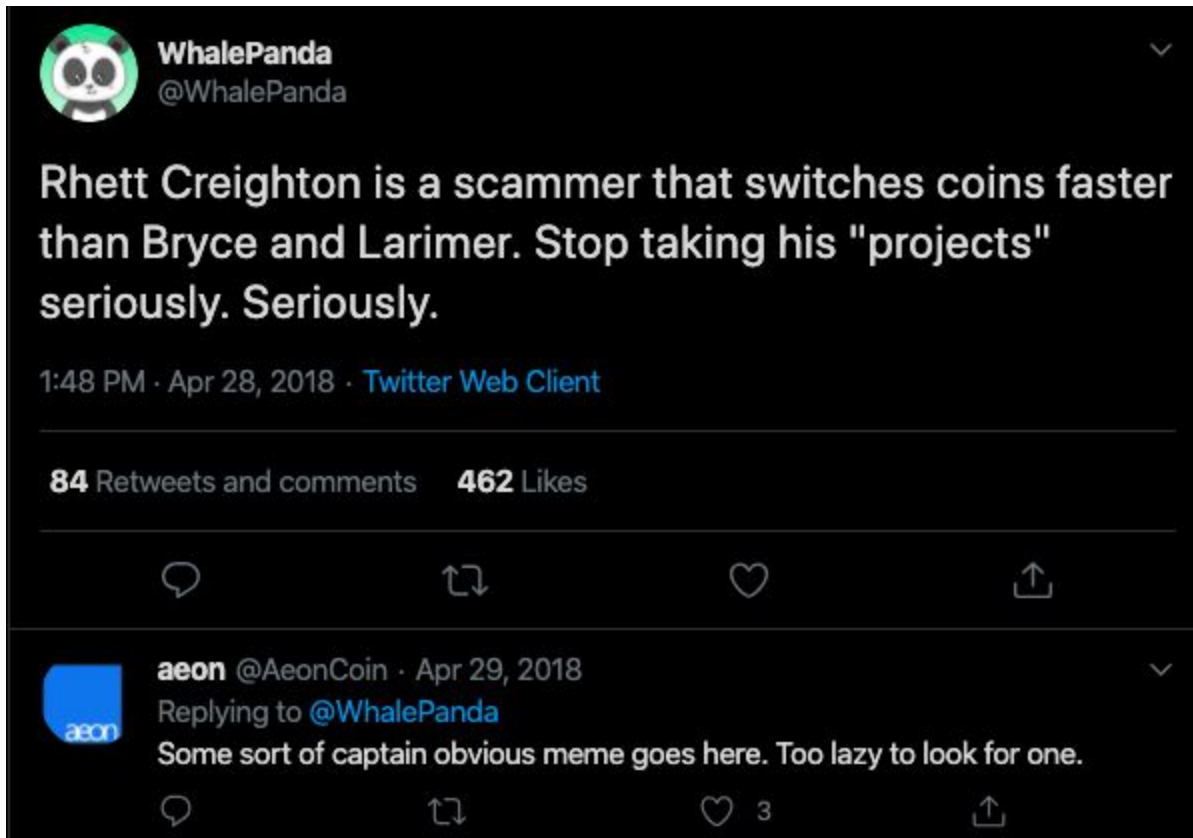 WhalePanda
@WhalePanda
Rhett Creighton is a scammer that switches coins faster
than Bryce and Larimer. Stop taking his "projects"
seriously. Seriously.
1:48 PM · Apr 28, 2018 · Twitter Web Client
84 Retweets and comments 462 Likes
aeon @AeonCoin · Apr 29, 2018
Replying to @WhalePanda
aeon
Some sort of captain obvious meme goes here. Too lazy to look for one.
3